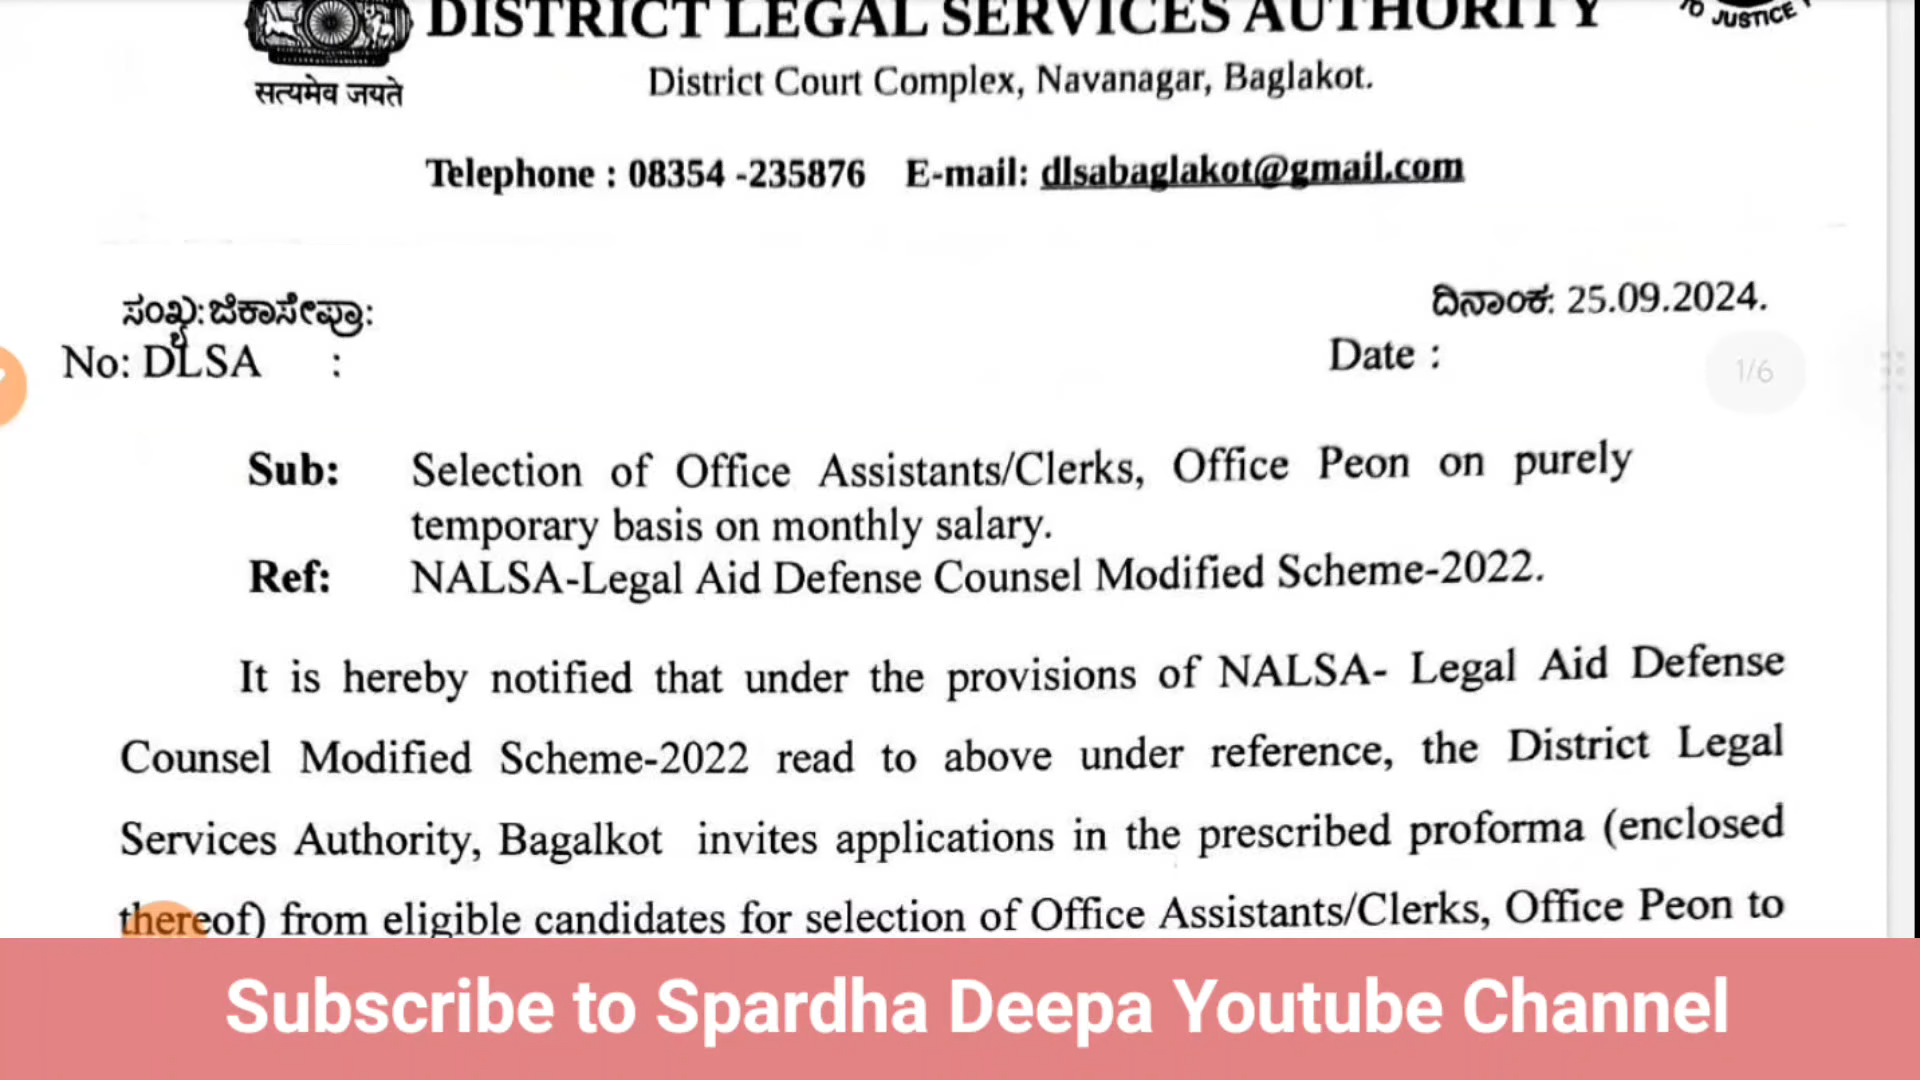 DISTRICT LEGAL SERVICES AUTHORITY
TO JUSTICE
सत्यमेव जयते
District Court Complex, Navanagar, Baglakot.
Telephone : 08354 -235876 E-mail: dlsabaglakot@gmail.com
ಸಂಖ್ಯ:ಜಿಕಾಸೇಪ್ರಾ:
ದಿನಾಂಕ: 25.09.2024.
No: DLSA :
Date :
1/6
Sub: Selection of Office Assistants/Clerks, Office Peon on purely
temporary basis on monthly salary.
Ref: NALSA-Legal Aid Defense Counsel Modified Scheme-2022.
It is hereby notified that under the provisions of NALSA- Legal Aid Defense
Counsel Modified Scheme-2022 read to above under reference, the District Legal
Services Authority, Bagalkot invites applications in the prescribed proforma (enclosed
thereof) from eligible candidates for selection of Office Assistants/Clerks, Office Peon to
Subscribe to Spardha Deepa Youtube Channel